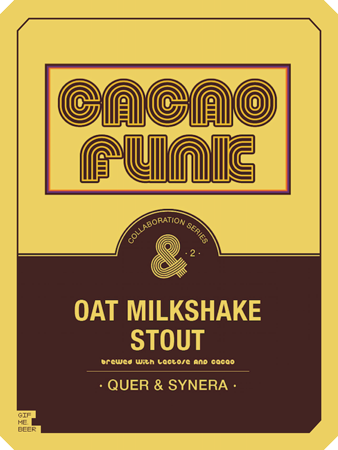 CACAO
FUNK
COLLABORATION SERIES
& · 2 ·
OAT MILKSHAKE
STOUT
BREWED WITH LACTOSE AND CACAO
· QUER & SYNERA ·
GIF
ME
BEER